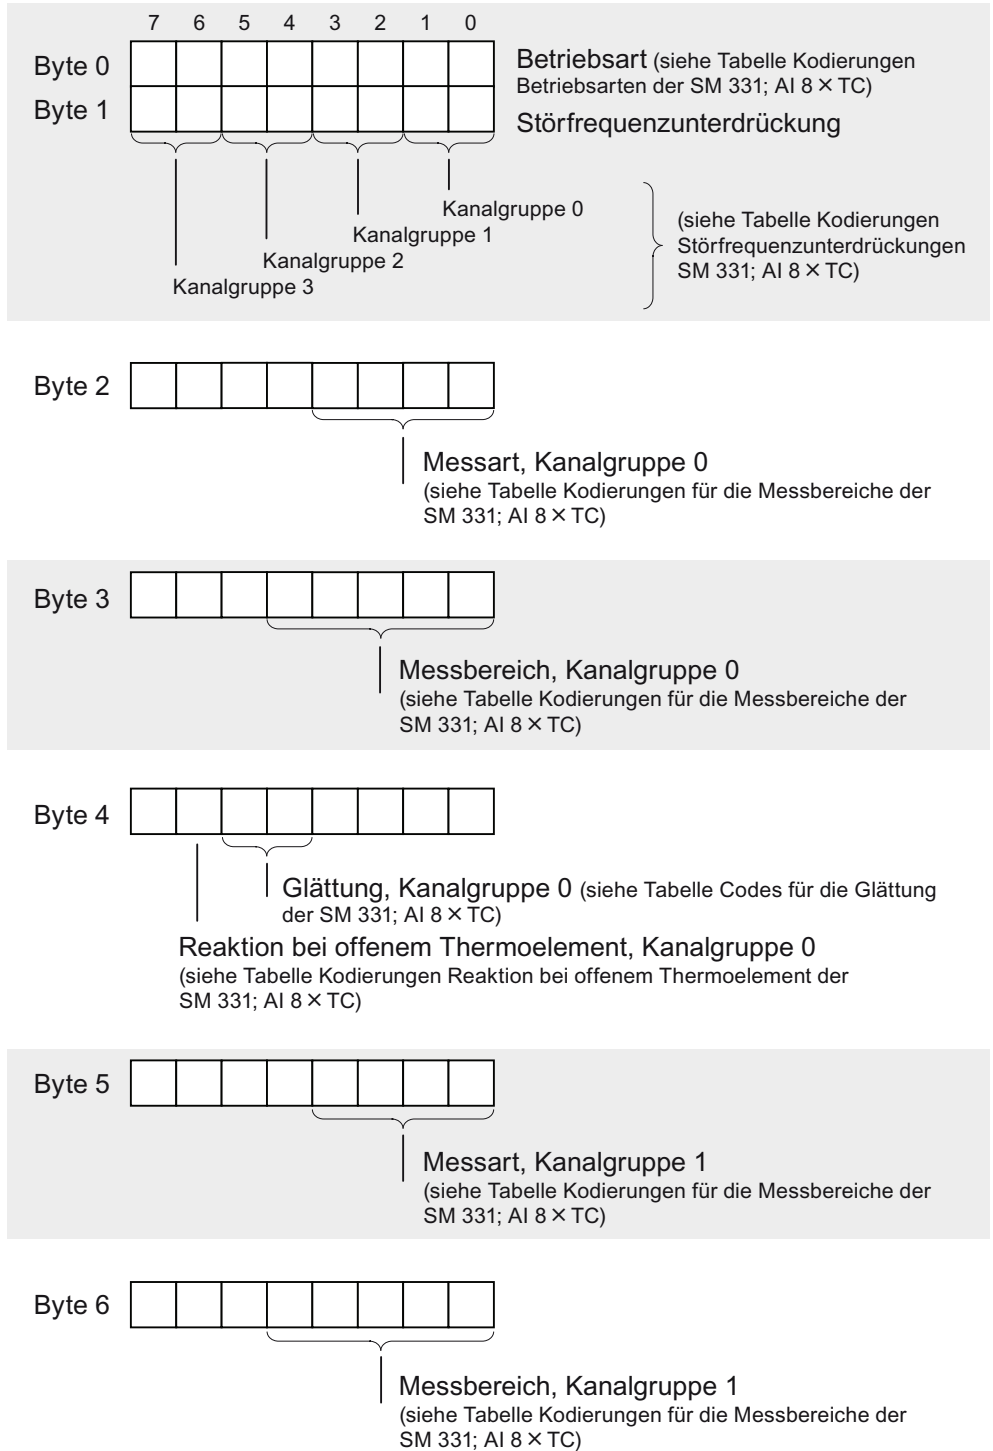 7 6 5 4 3 2 1 0
Byte 0
Betriebsart (siehe Tabelle Kodierungen
Betriebsarten der SM 331; AI 8 × TC)
Byte 1
Störfrequenzunterdrückung
Kanalgruppe 0
Kanalgruppe 1
Kanalgruppe 2
Kanalgruppe 3
(siehe Tabelle Kodierungen
Störfrequenzunterdrückungen
SM 331; AI 8 × TC)
Byte 2
Messart, Kanalgruppe 0
(siehe Tabelle Kodierungen für die Messbereiche der
SM 331; AI 8 × TC)
Byte 3
Messbereich, Kanalgruppe 0
(siehe Tabelle Kodierungen für die Messbereiche der
SM 331; AI 8 × TC)
Byte 4
Glättung, Kanalgruppe 0 (siehe Tabelle Codes für die Glättung
der SM 331; AI 8 × TC)
Reaktion bei offenem Thermoelement, Kanalgruppe 0
(siehe Tabelle Kodierungen Reaktion bei offenem Thermoelement der
SM 331; AI 8 × TC)
Byte 5
Messart, Kanalgruppe 1
(siehe Tabelle Kodierungen für die Messbereiche der
SM 331; AI 8 × TC)
Byte 6
Messbereich, Kanalgruppe 1
(siehe Tabelle Kodierungen für die Messbereiche der
SM 331; AI 8 × TC)